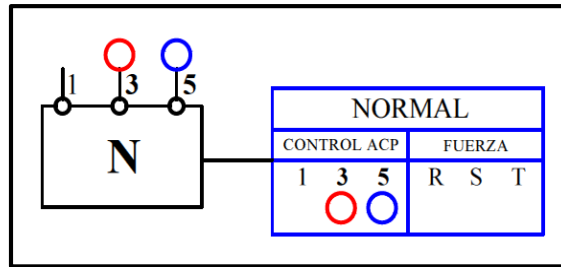 1 3 5
N
NORMAL
CONTROL ACP FUERZA
1 3 5 R S T